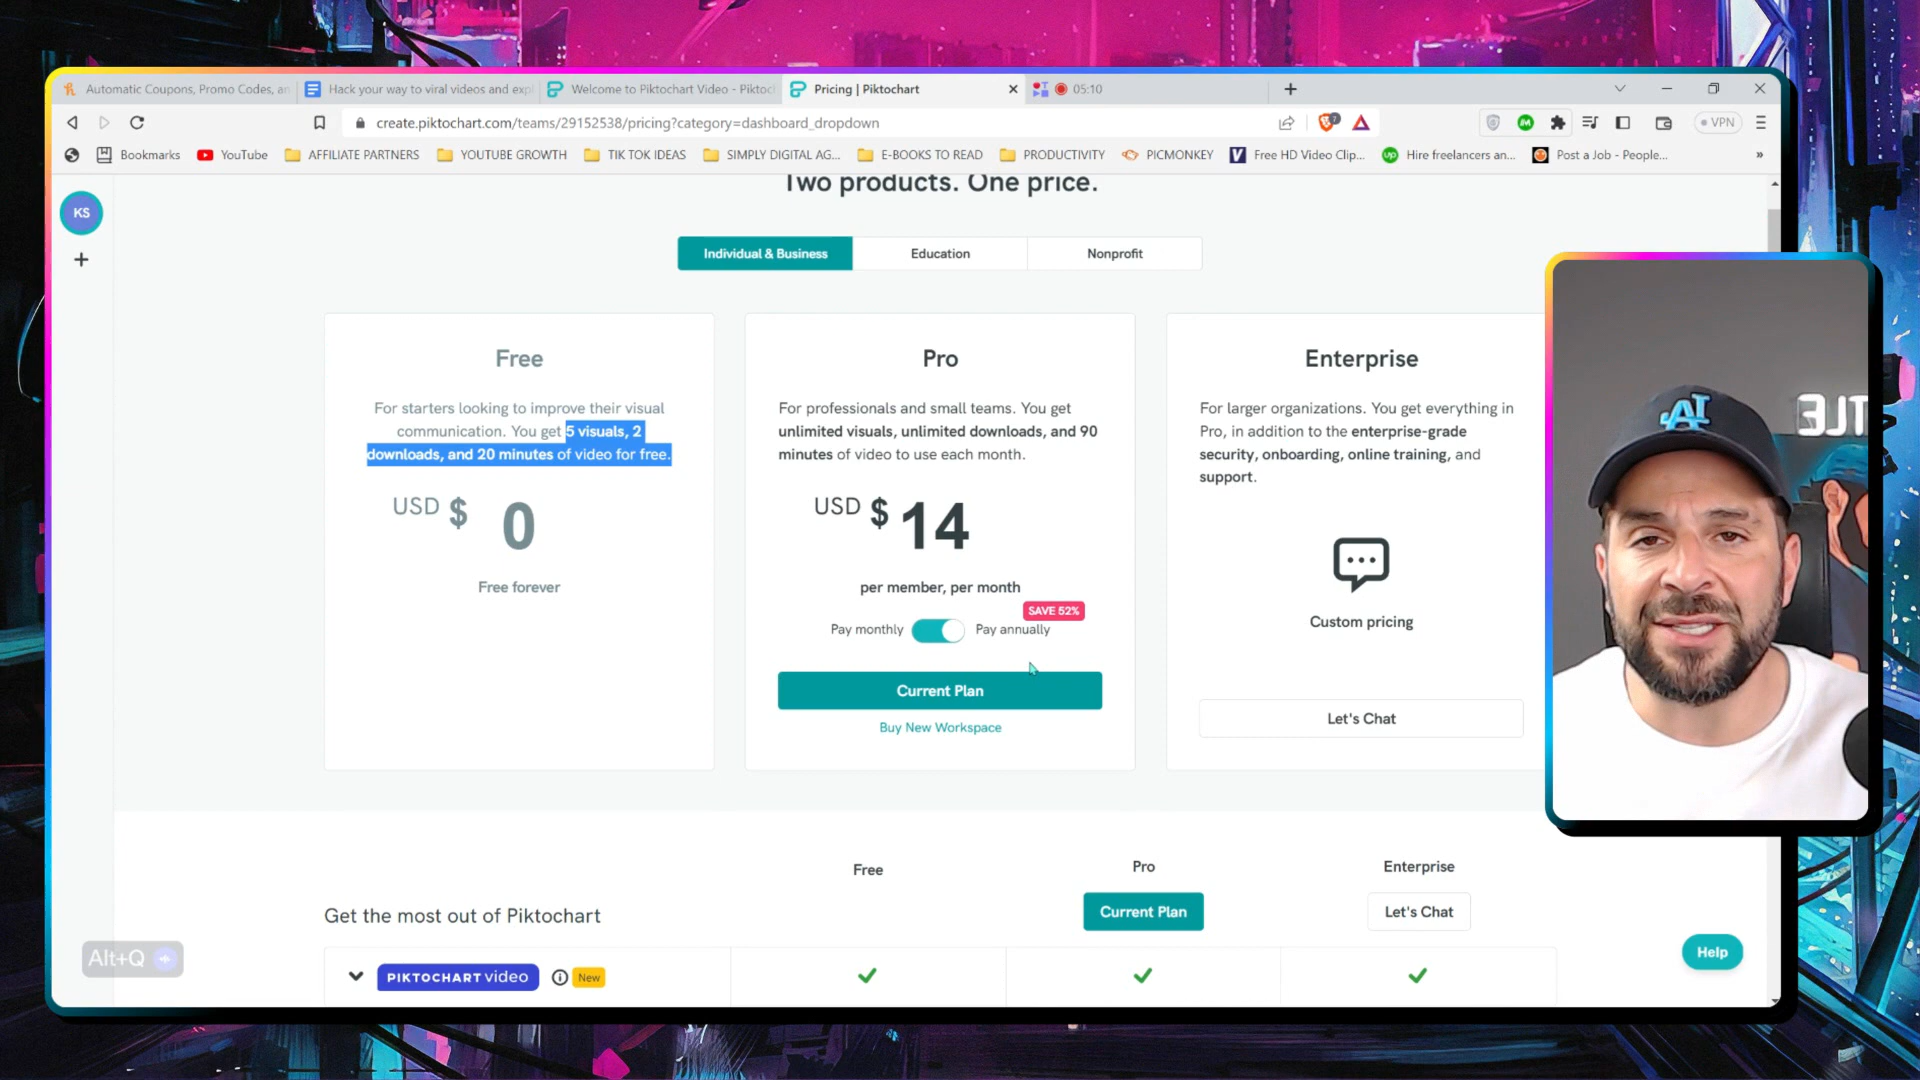 Automatic Coupons, Promo Codes, an
Hack your way to viral videos and expl
Welcome to Piktochart Video - Piktoc
Pricing | Piktochart
05:10
create.piktochart.com/teams/29152538/pricing?category=dashboard_dropdown
VPN
Bookmarks
YouTube
AFFILIATE PARTNERS
YOUTUBE GROWTH
TIK TOK IDEAS
SIMPLY DIGITAL AG...
E-BOOKS TO READ
PRODUCTIVITY
PICMONKEY
Free HD Video Clip...
Hire freelancers an...
Post a Job - People...
KS
Two products. One price.
Individual & Business
Education
Nonprofit
Free
For starters looking to improve their visual
communication. You get 5 visuals, 2
downloads, and 20 minutes of video for free.
USD $ 0
Free forever
Pro
For professionals and small teams. You get
unlimited visuals, unlimited downloads, and 90
minutes of video to use each month.
USD $ 14
per member, per month
SAVE 52%
Pay monthly
Pay annually
Current Plan
Buy New Workspace
Enterprise
For larger organizations. You get everything in
Pro, in addition to the enterprise-grade
security, onboarding, online training, and
support.
Custom pricing
Let's Chat
AI
Free
Pro
Enterprise
Get the most out of Piktochart
Current Plan
Let's Chat
Alt+Q
PIKTOCHART video
New
Help